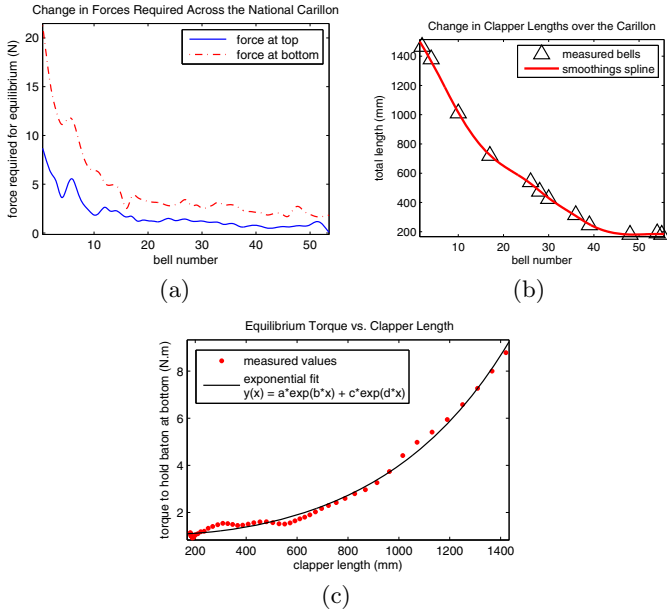 Change in Forces Required Across the National Carillon
force required for equilibrium (N)
20
15
10
5
0
force at top
force at bottom
10
20
30
40
50
bell number
(a)
Change in Clapper Lengths over the Carillon
total length (mm)
1400
1200
1000
800
600
400
200
measured bells
smoothings spline
10
20
30
40
50
bell number
(b)
Equilibrium Torque vs. Clapper Length
torque to hold baton at bottom (N.m)
8
6
4
2
measured values
exponential fit
y(x) = a*exp(b*x) + c*exp(d*x)
200
400
600
800
1000
1200
1400
clapper length (mm)
(c)